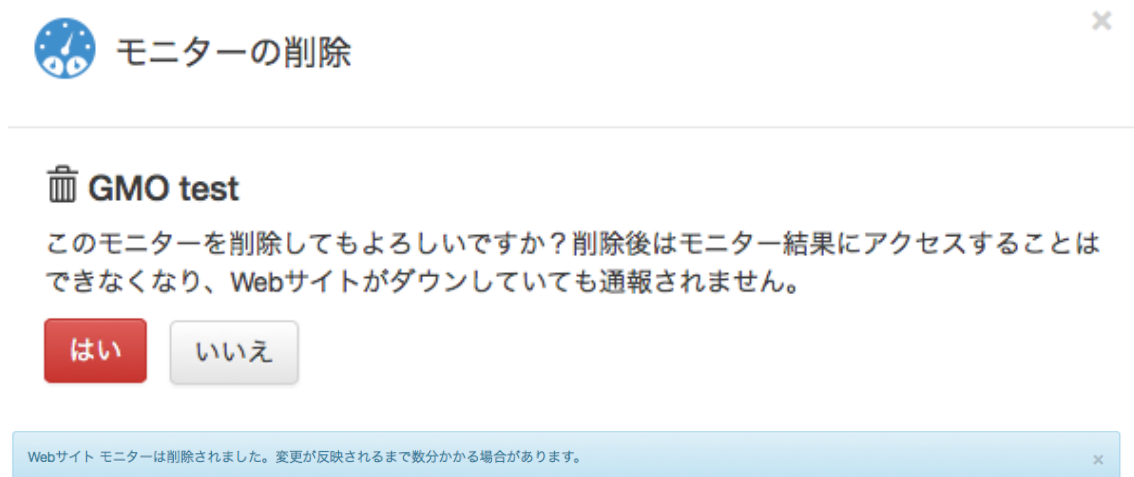 モニターの削除
×
GMO test
このモニターを削除してもよろしいですか？削除後はモニター結果にアクセスすることは
できなくなり、Webサイトがダウンしていても通報されません。
はい
いいえ
Webサイト モニターは削除されました。変更が反映されるまで数分かかる場合があります。
×